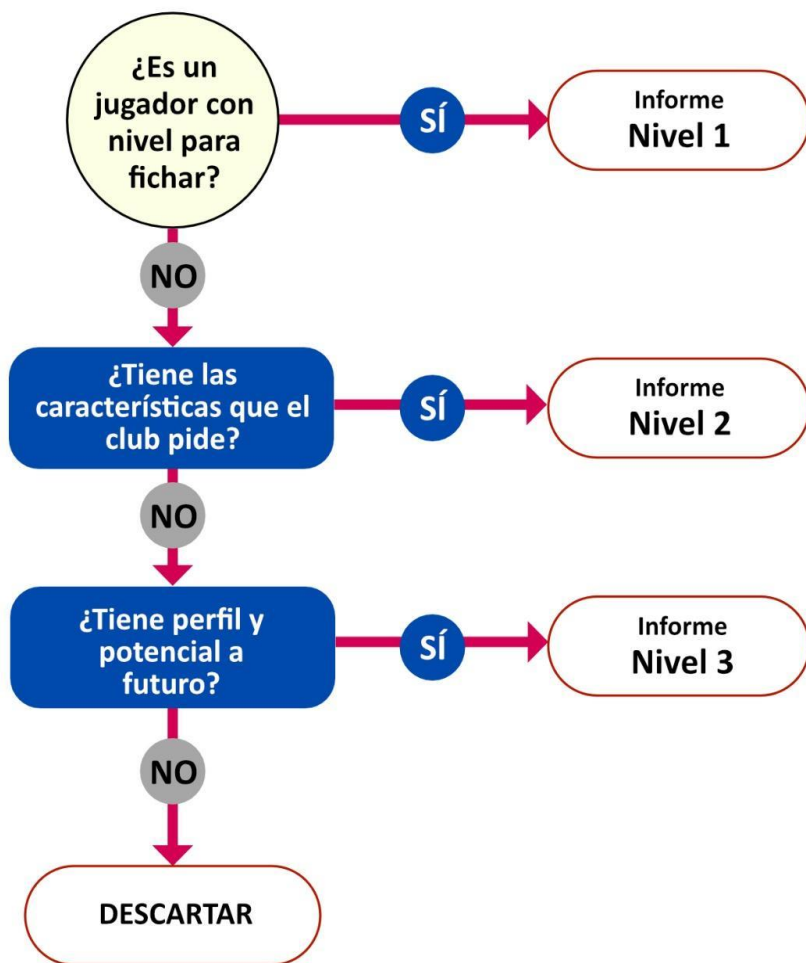 ¿Es un
jugador con
nivel para
fichar?
SÍ
Informe
Nivel 1
NO
¿Tiene las
características que el
club pide?
SÍ
Informe
Nivel 2
NO
¿Tiene perfil y
potencial a
futuro?
SÍ
Informe
Nivel 3
NO
DESCARTAR